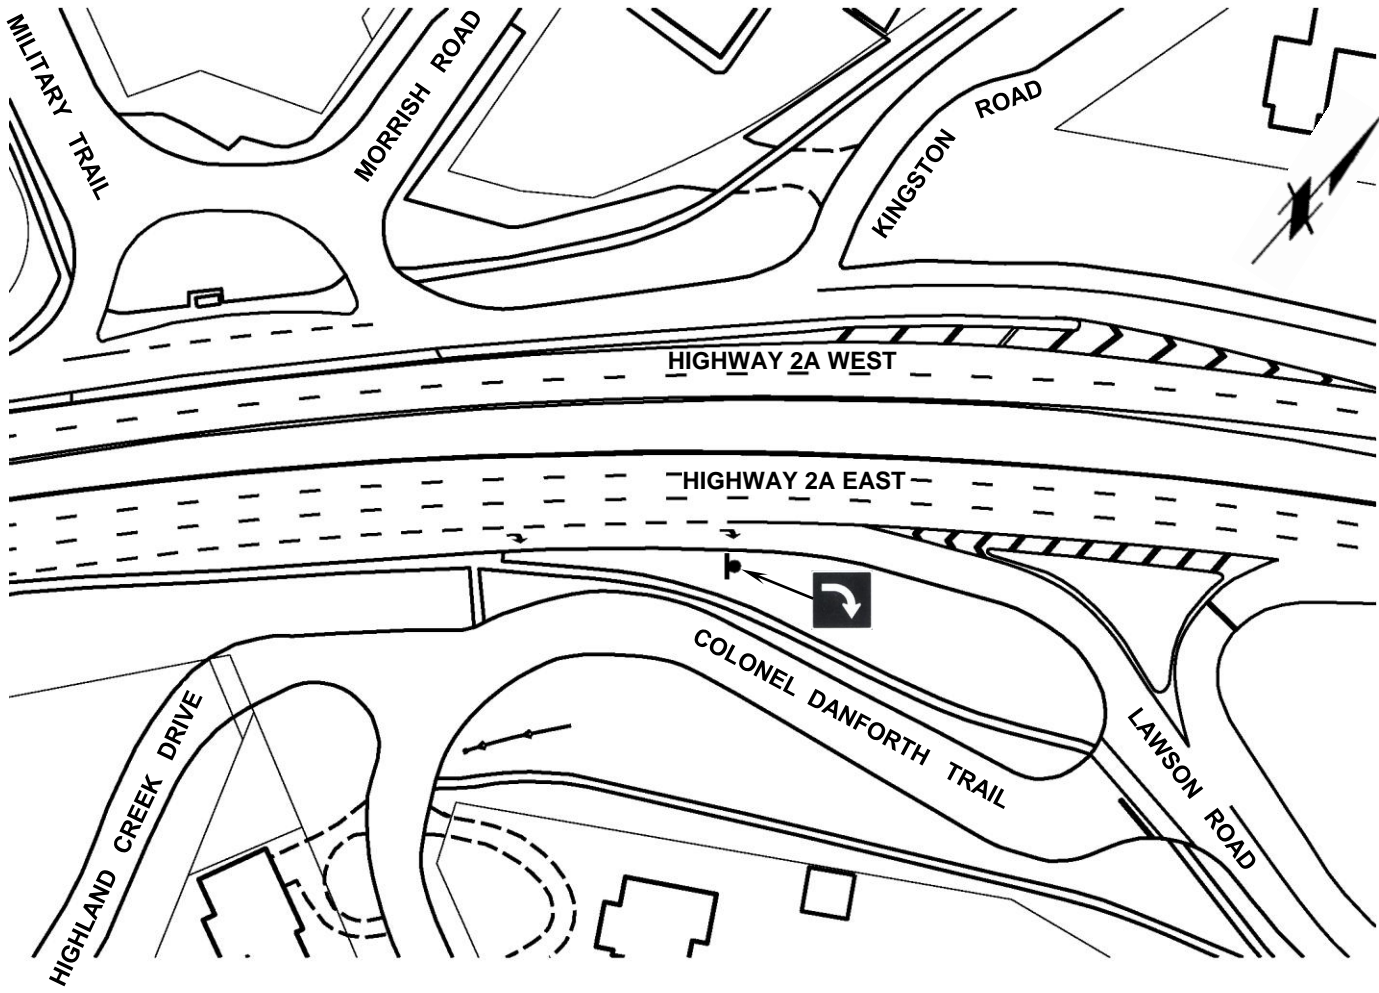 MILITARY TRAIL
MORRISH ROAD
KINGSTON ROAD
HIGHWAY 2A WEST
HIGHWAY 2A EAST
COLONEL DANFORTH TRAIL
HIGHLAND CREEK DRIVE
LAWSON ROAD